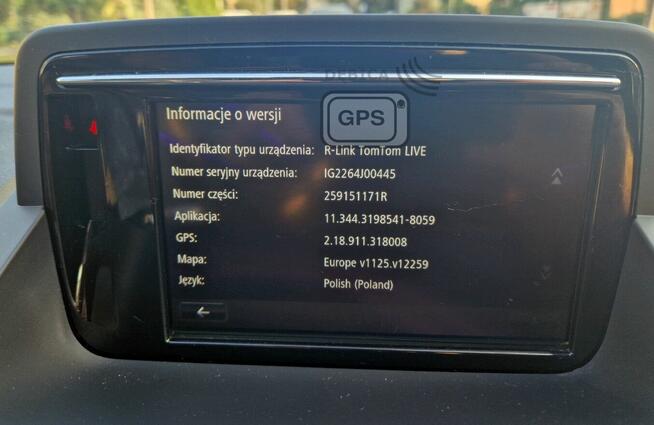 DĘBICA
GPS
Informacje o wersji
Identyfikator typu urządzenia: R-Link TomTom LIVE
Numer seryjny urządzenia: IG2264J00445
Numer części: 259151171R
Aplikacja: 11.344.3198541-8059
GPS: 2.18.911.318008
Mapa: Europe v1125.v12259
Język: Polish (Poland)